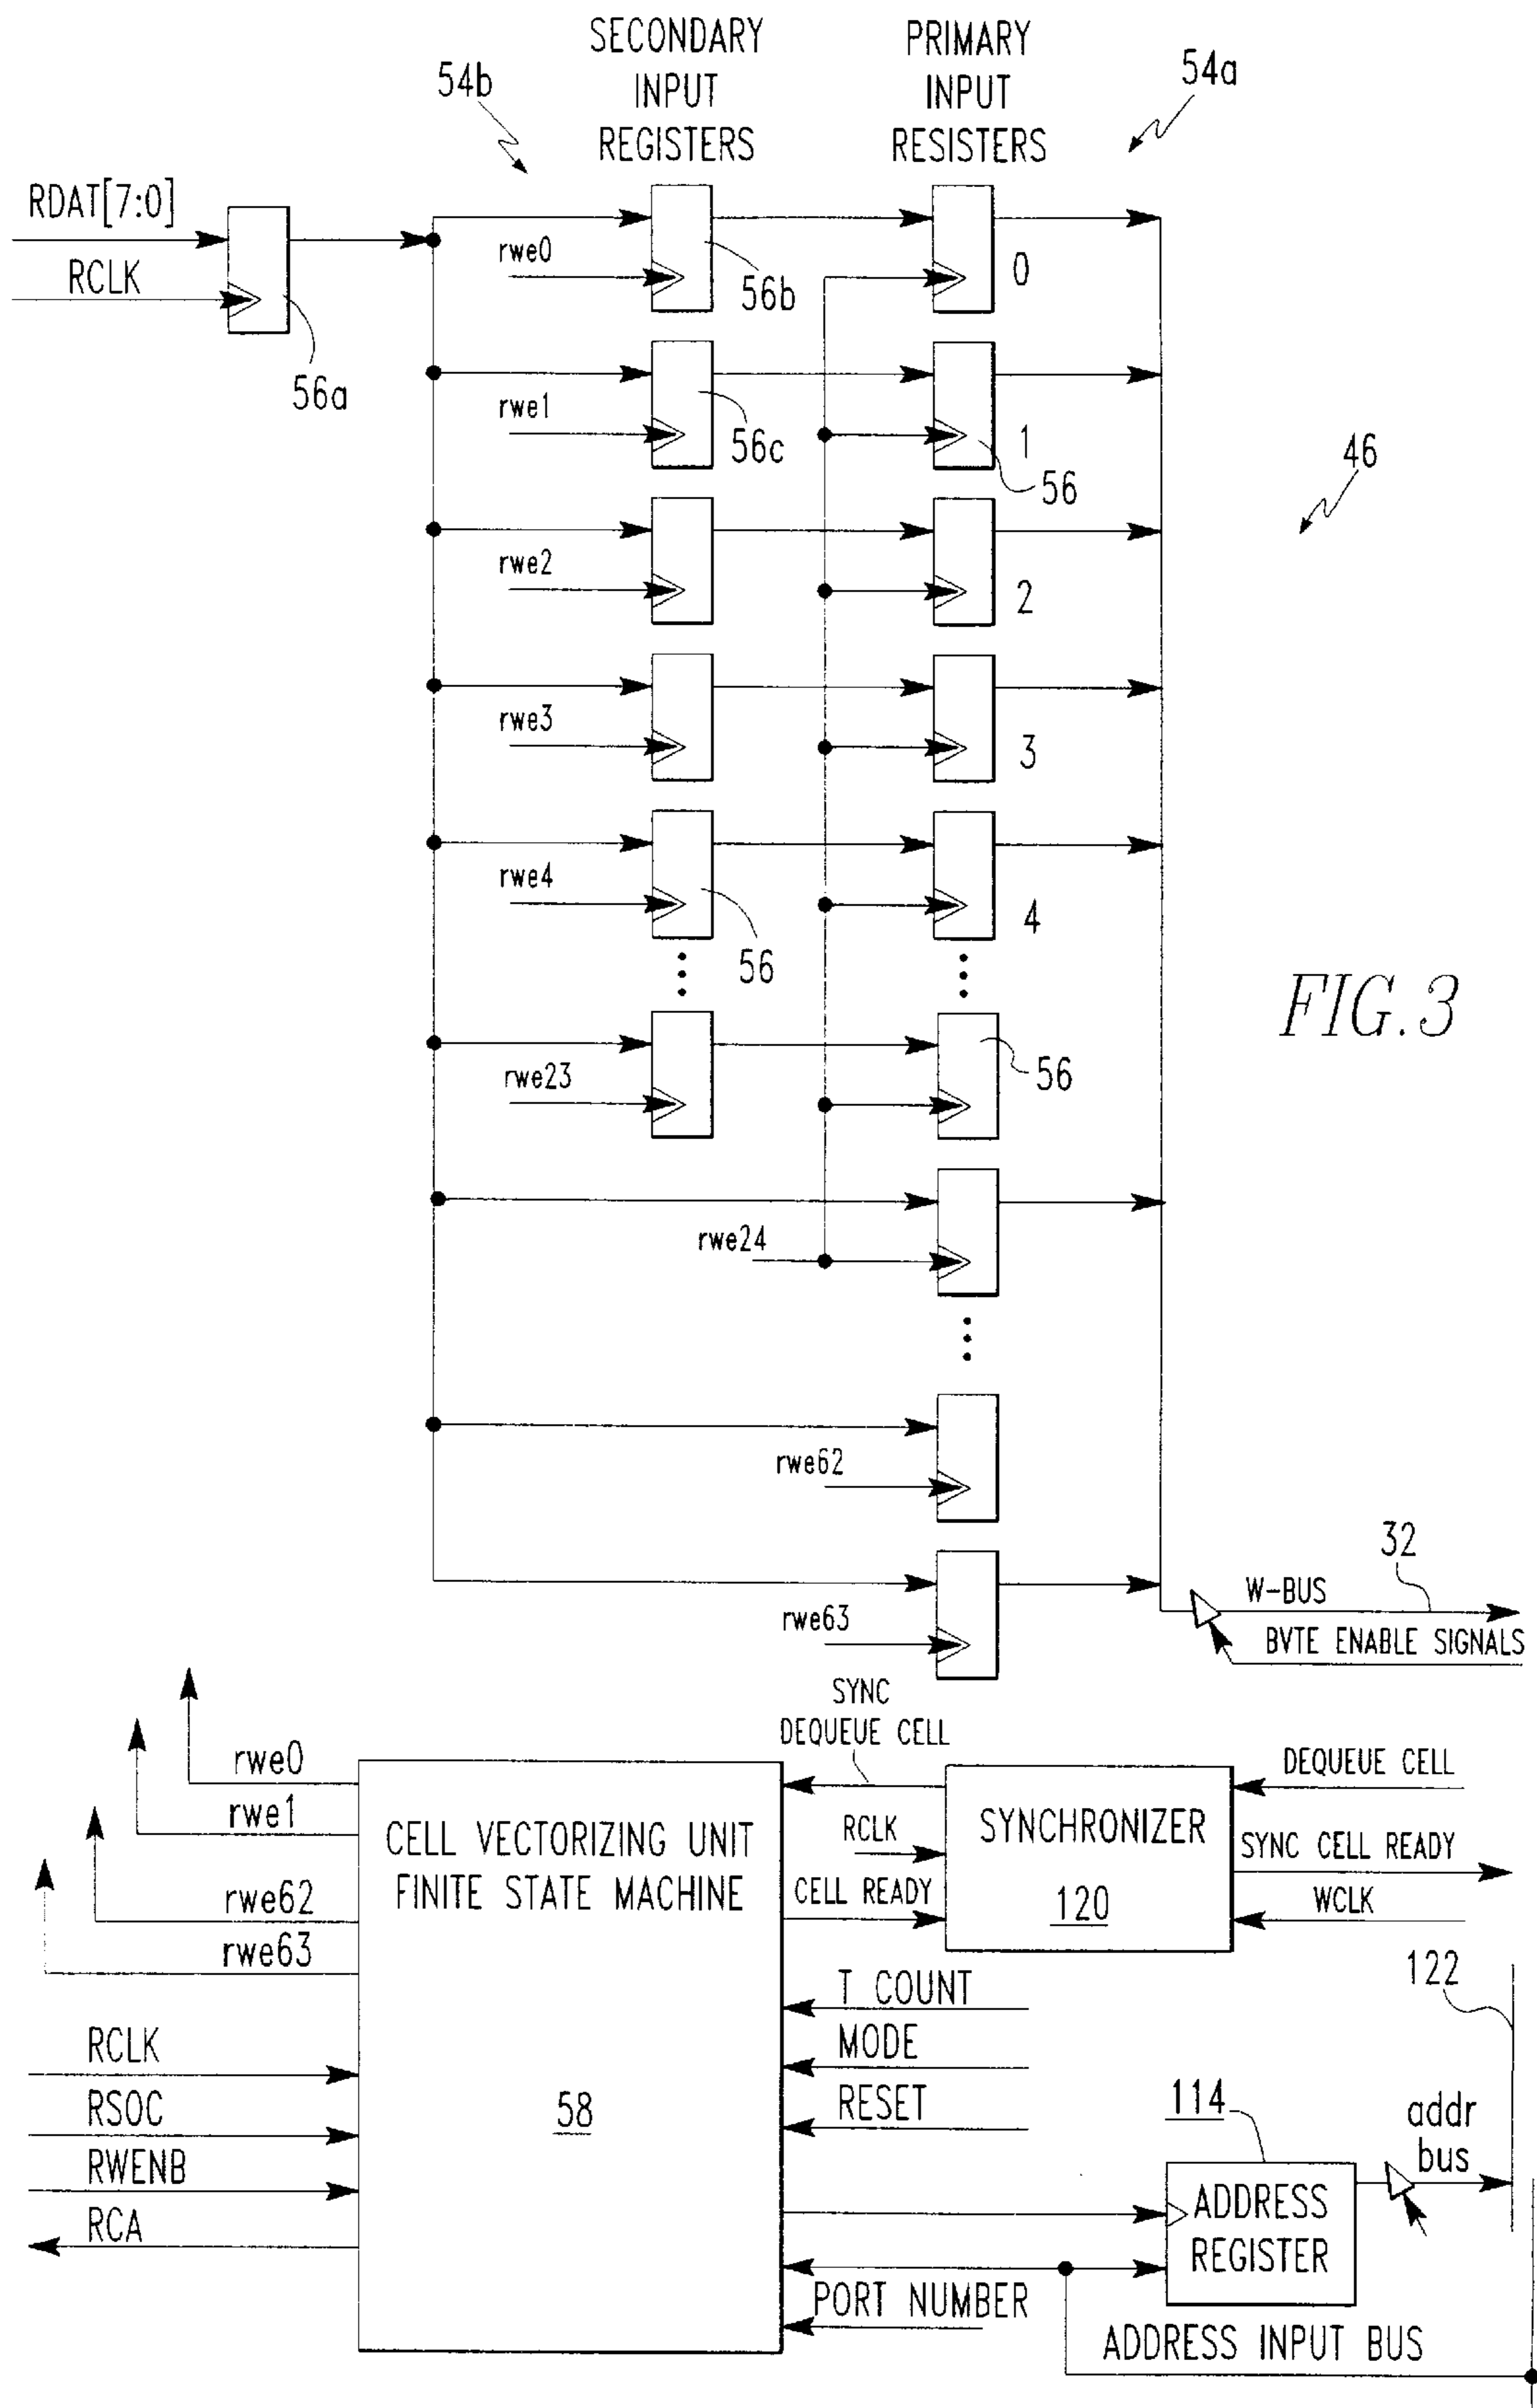 SECONDARY
INPUT
REGISTERS
PRIMARY
INPUT
RESISTERS
54b
54a
RDAT[7:0]
RCLK
56a
rwe0
56b
0
rwe1
56c
1
56
46
rwe2
2
rwe3
3
rwe4
56
4
FIG.3
rwe23
56
rwe24
rwe62
rwe63
32
W-BUS
BVTE ENABLE SIGNALS
SYNC
DEQUEUE CELL
rwe0
rwe1
rwe62
rwe63
RCLK
RSOC
RWENB
RCA
CELL VECTORIZING UNIT
FINITE STATE MACHINE
58
RCLK
CELL READY
SYNCHRONIZER
120
DEQUEUE CELL
SYNC CELL READY
WCLK
T COUNT
MODE
RESET
122
114
addr
bus
ADDRESS
REGISTER
PORT NUMBER
ADDRESS INPUT BUS